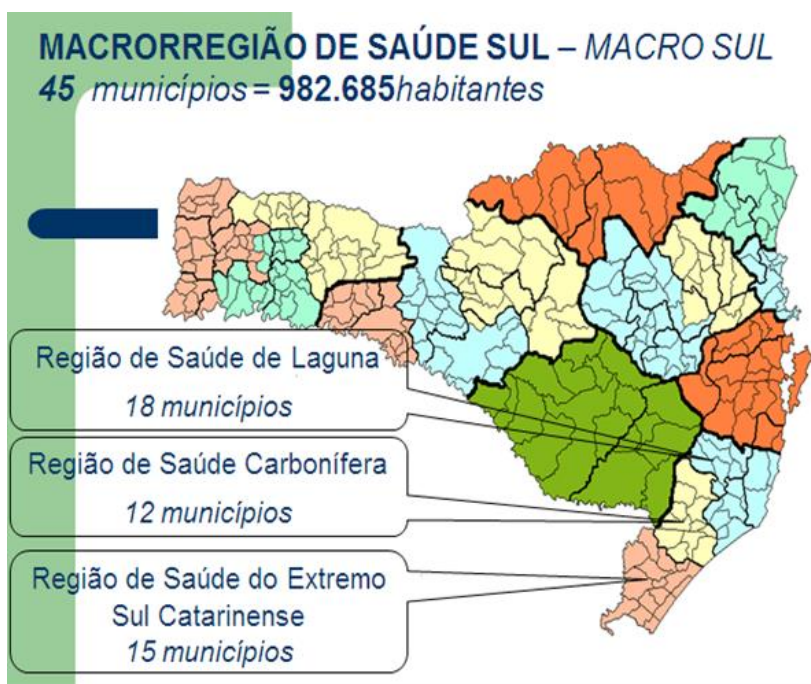 MACRORREGIÃO DE SAÚDE SUL – MACRO SUL
45 municípios = 982.685habitantes
Região de Saúde de Laguna
18 municípios
Região de Saúde Carbonífera
12 municípios
Região de Saúde do Extremo
Sul Catarinense
15 municípios